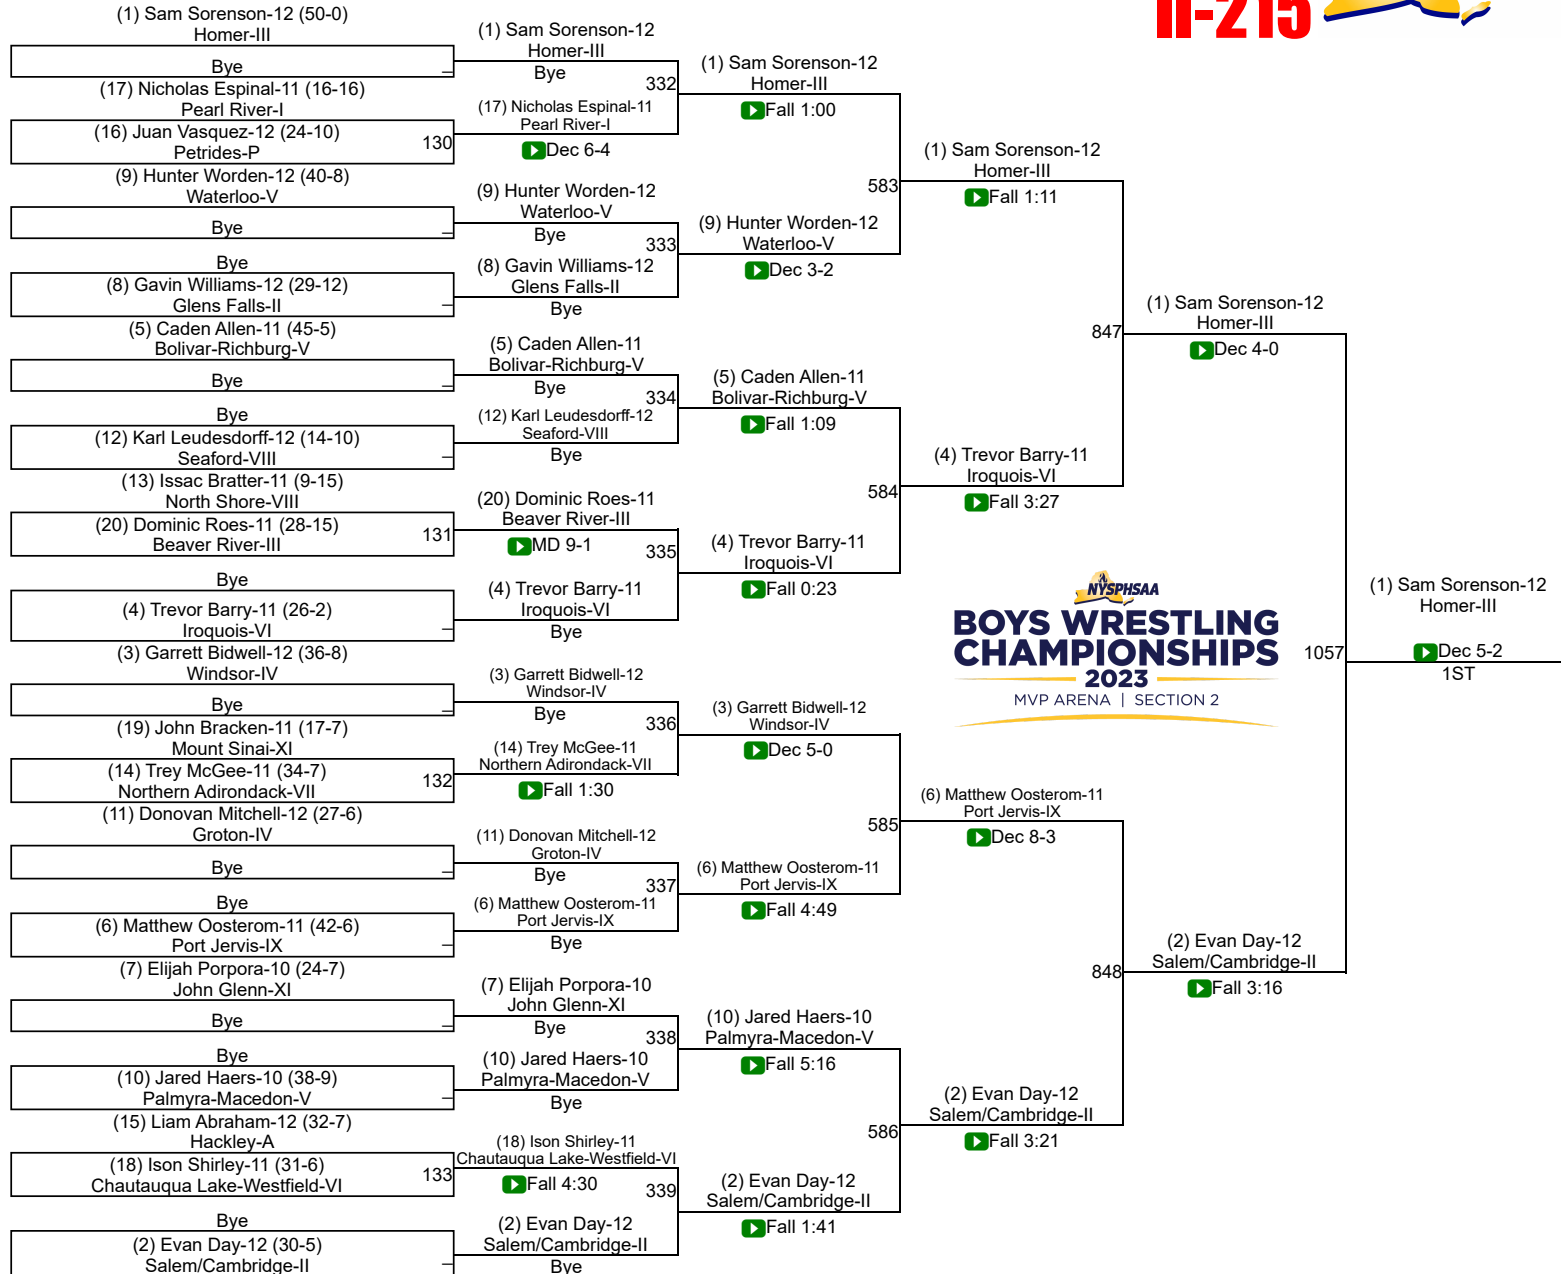 II-215
(1) Sam Sorenson-12 (50-0)
Homer-III
Bye
(17) Nicholas Espinal-11 (16-16)
Pearl River-I
(16) Juan Vasquez-12 (24-10)
Petrides-P
130
(9) Hunter Worden-12 (40-8)
Waterloo-V
Bye
Bye
(8) Gavin Williams-12 (29-12)
Glens Falls-II
(5) Caden Allen-11 (45-5)
Bolivar-Richburg-V
Bye
Bye
(12) Karl Leudesdorff-12 (14-10)
Seaford-VIII
(13) Issac Bratter-11 (9-15)
North Shore-VIII
(20) Dominic Roes-11 (28-15)
Beaver River-III
131
Bye
(4) Trevor Barry-11 (26-2)
Iroquois-VI
(3) Garrett Bidwell-12 (36-8)
Windsor-IV
Bye
(19) John Bracken-11 (17-7)
Mount Sinai-XI
(14) Trey McGee-11 (34-7)
Northern Adirondack-VII
132
(11) Donovan Mitchell-12 (27-6)
Groton-IV
Bye
Bye
(6) Matthew Oosterom-11 (42-6)
Port Jervis-IX
(7) Elijah Porpora-10 (24-7)
John Glenn-XI
Bye
Bye
(10) Jared Haers-10 (38-9)
Palmyra-Macedon-V
(15) Liam Abraham-12 (32-7)
Hackley-A
(18) Ison Shirley-11 (31-6)
Chautauqua Lake-Westfield-VI
133
Bye
(2) Evan Day-12 (30-5)
Salem/Cambridge-II
(1) Sam Sorenson-12
Homer-III
Bye
332
(17) Nicholas Espinal-11
Pearl River-I
Dec 6-4
(9) Hunter Worden-12
Waterloo-V
Bye
333
(8) Gavin Williams-12
Glens Falls-II
Bye
(5) Caden Allen-11
Bolivar-Richburg-V
Bye
334
(12) Karl Leudesdorff-12
Seaford-VIII
Bye
(20) Dominic Roes-11
Beaver River-III
MD 9-1
335
(4) Trevor Barry-11
Iroquois-VI
Bye
(3) Garrett Bidwell-12
Windsor-IV
Bye
336
(14) Trey McGee-11
Northern Adirondack-VII
Fall 1:30
(11) Donovan Mitchell-12
Groton-IV
Bye
337
(6) Matthew Oosterom-11
Port Jervis-IX
Bye
(7) Elijah Porpora-10
John Glenn-XI
Bye
338
(10) Jared Haers-10
Palmyra-Macedon-V
Bye
(18) Ison Shirley-11
Chautauqua Lake-Westfield-VI
Fall 4:30
339
(2) Evan Day-12
Salem/Cambridge-II
Bye
(1) Sam Sorenson-12
Homer-III
Fall 1:00
583
(9) Hunter Worden-12
Waterloo-V
Dec 3-2
(5) Caden Allen-11
Bolivar-Richburg-V
Fall 1:09
584
(4) Trevor Barry-11
Iroquois-VI
Fall 0:23
(3) Garrett Bidwell-12
Windsor-IV
Dec 5-0
585
(6) Matthew Oosterom-11
Port Jervis-IX
Fall 4:49
(10) Jared Haers-10
Palmyra-Macedon-V
Fall 5:16
586
(2) Evan Day-12
Salem/Cambridge-II
Fall 1:41
(1) Sam Sorenson-12
Homer-III
Fall 1:11
847
(4) Trevor Barry-11
Iroquois-VI
Fall 3:27
(6) Matthew Oosterom-11
Port Jervis-IX
Dec 8-3
848
(2) Evan Day-12
Salem/Cambridge-II
Fall 3:21
(1) Sam Sorenson-12
Homer-III
Dec 4-0
NYSPHSAA
BOYS WRESTLING
CHAMPIONSHIPS
2023
MVP ARENA | SECTION 2
1057
(2) Evan Day-12
Salem/Cambridge-II
Fall 3:16
(1) Sam Sorenson-12
Homer-III
Dec 5-2
1ST